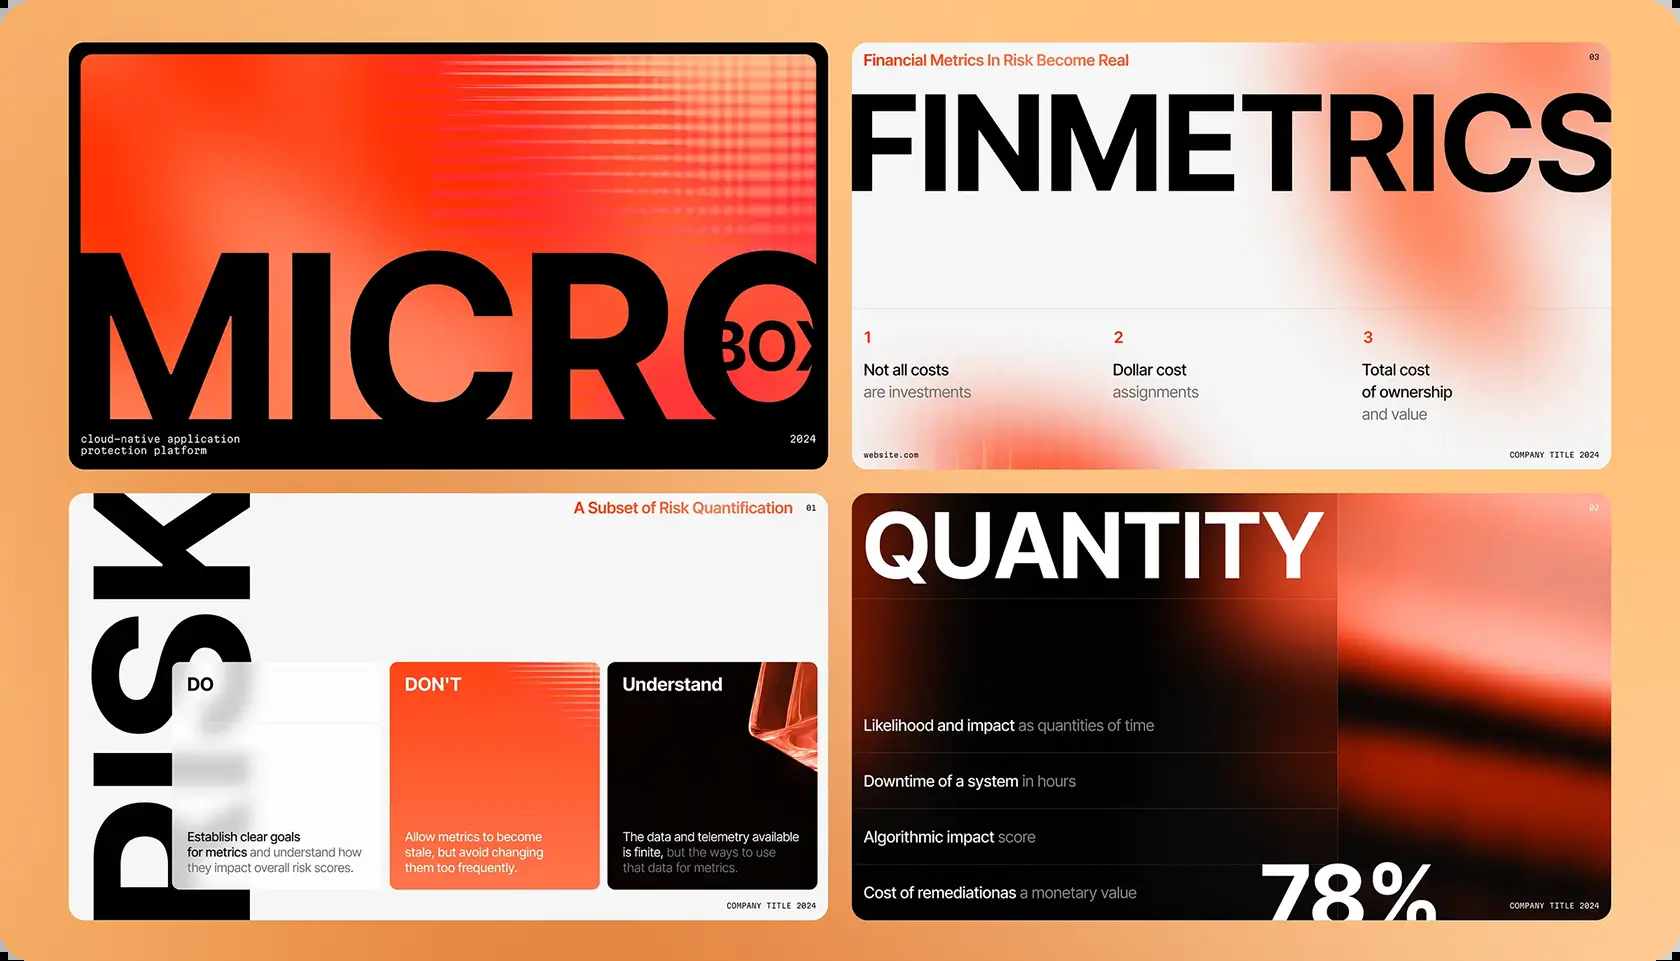 MICRO
BOX
cloud-native application
protection platform
2024
Financial Metrics In Risk Become Real
03
FINMETRICS
1
Not all costs
are investments
2
Dollar cost
assignments
3
Total cost
of ownership
and value
website.com
COMPANY TITLE 2024
RISK
A Subset of Risk Quantification
01
DO
Establish clear goals
for metrics and understand how
they impact overall risk scores.
DON'T
Allow metrics to become
stale, but avoid changing
them too frequently.
Understand
The data and telemetry available
is finite, but the ways to use
that data for metrics.
COMPANY TITLE 2024
QUANTITY
02
Likelihood and impact as quantities of time
Downtime of a system in hours
Algorithmic impact score
Cost of remediationas a monetary value
78%
COMPANY TITLE 2024